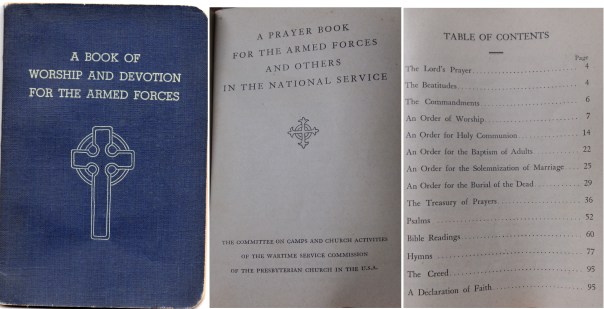 A BOOK OF
WORSHIP AND DEVOTION
FOR THE ARMED FORCES
A PRAYER BOOK
FOR THE ARMED FORCES
AND OTHERS
IN THE NATIONAL SERVICE
THE COMMITTEE ON CAMPS AND CHURCH ACTIVITIES
OF THE WARTIME SERVICE COMMISSION
OF THE PRESBYTERIAN CHURCH IN THE U.S.A.
TABLE OF CONTENTS
Page
The Lord's Prayer 4
The Beatitudes 4
The Commandments 6
An Order of Worship 7
An Order for Holy Communion 14
An Order for the Baptism of Adults 22
An Order for the Solemnization of Marriage 25
An Order for the Burial of the Dead 29
The Treasury of Prayers 36
Psalms 52
Bible Readings 60
Hymns 77
The Creed 95
A Declaration of Faith 95